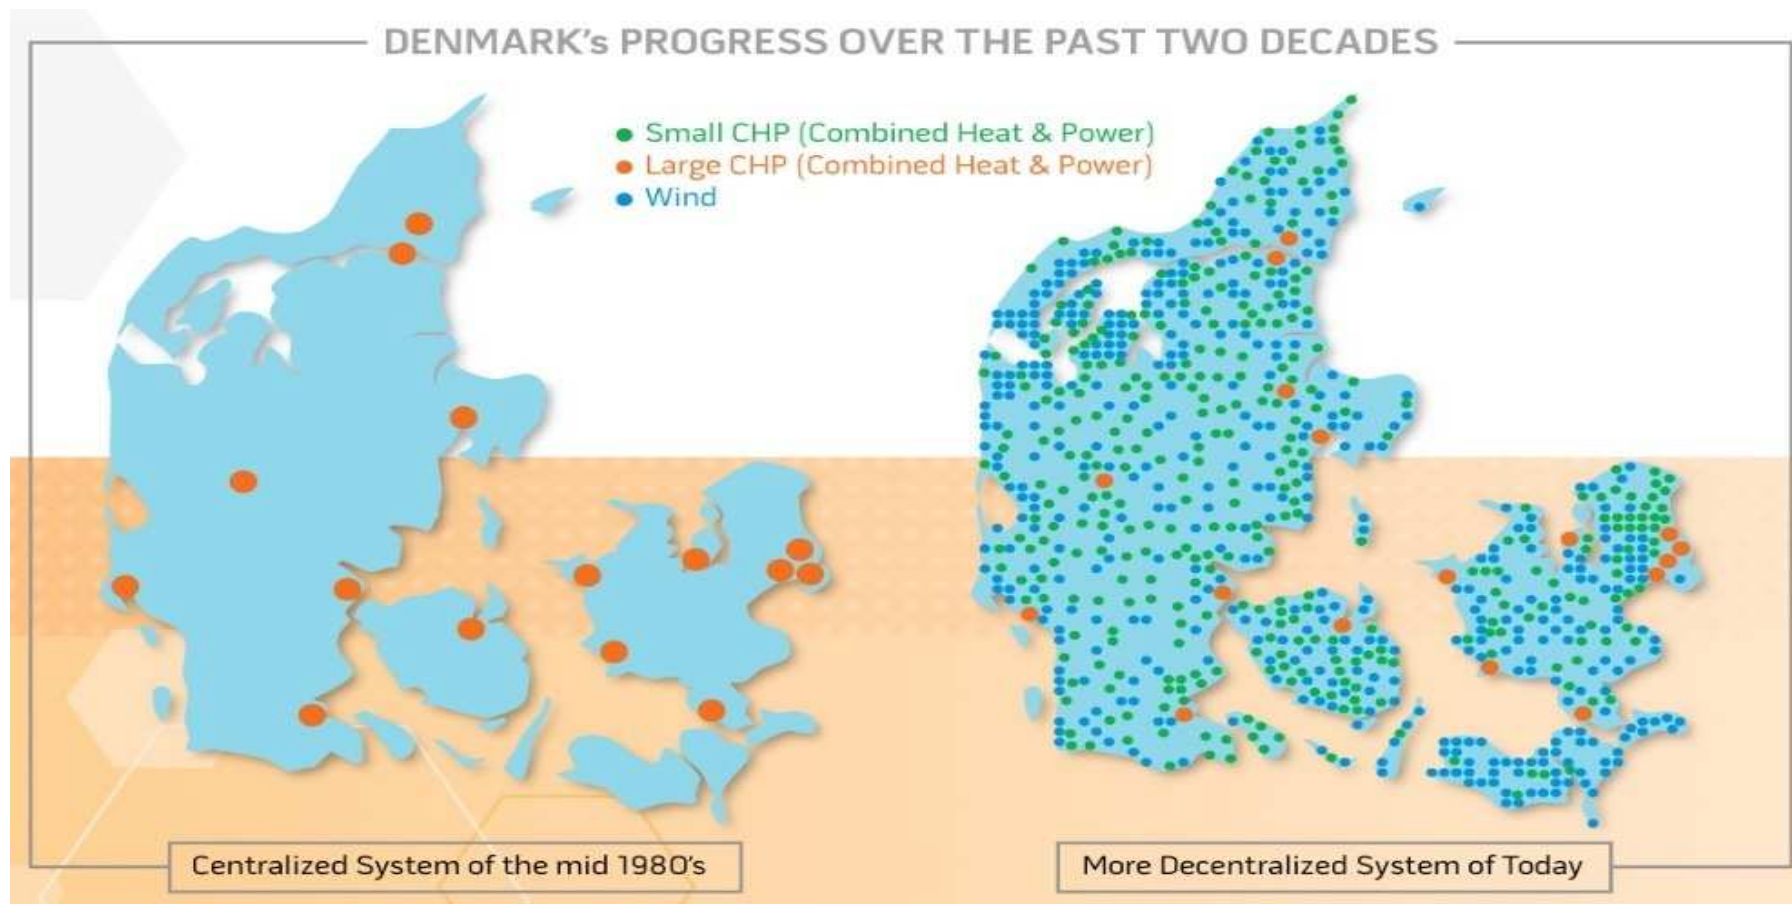 DENMARK's PROGRESS OVER THE PAST TWO DECADES
Small CHP (Combined Heat & Power)
Large CHP (Combined Heat & Power)
Wind
Centralized System of the mid 1980's
More Decentralized System of Today